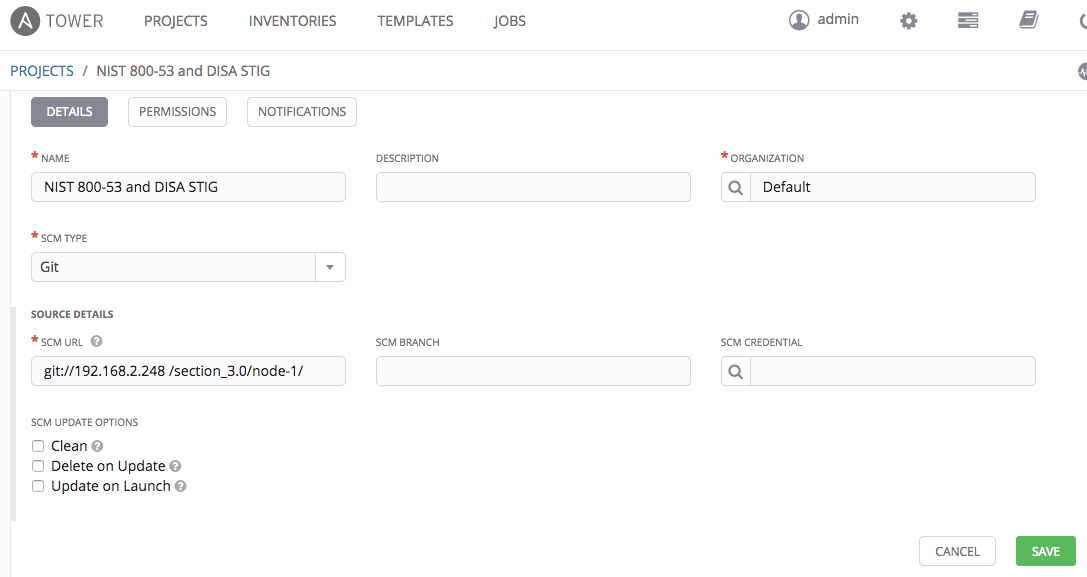 A TOWER PROJECTS INVENTORIES TEMPLATES JOBS admin
PROJECTS / NIST 800-53 and DISA STIG
DETAILS PERMISSIONS NOTIFICATIONS
* NAME DESCRIPTION * ORGANIZATION
NIST 800-53 and DISA STIG Default
* SCM TYPE
Git
SOURCE DETAILS
* SCM URL ? SCM BRANCH SCM CREDENTIAL
git://192.168.2.248 /section_3.0/node-1/
SCM UPDATE OPTIONS
Clean ?
Delete on Update ?
Update on Launch ?
CANCEL SAVE